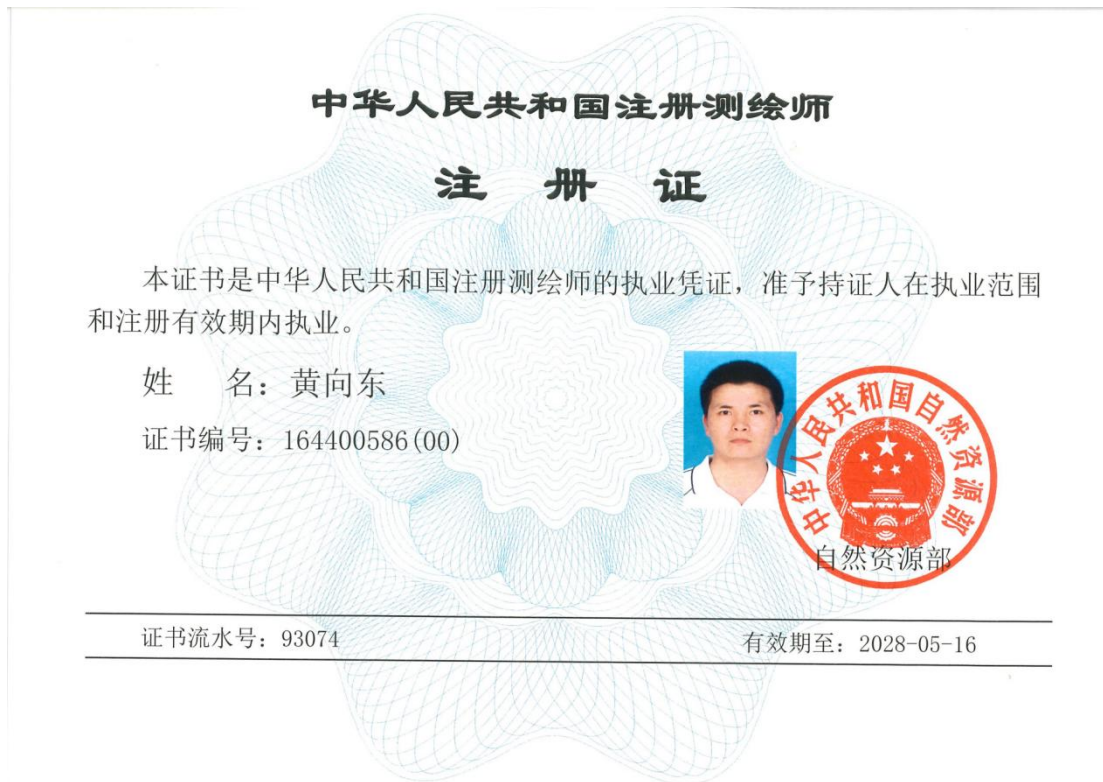 中华人民共和国注册测绘师
注 册 证
本证书是中华人民共和国注册测绘师的执业凭证，准予持证人在执业范围
和注册有效期内执业。
姓 名：黄向东
证书编号：164400586(00)
中华人民共和国自然资源部
自然资源部
证书流水号：93074
有效期至：2028-05-16